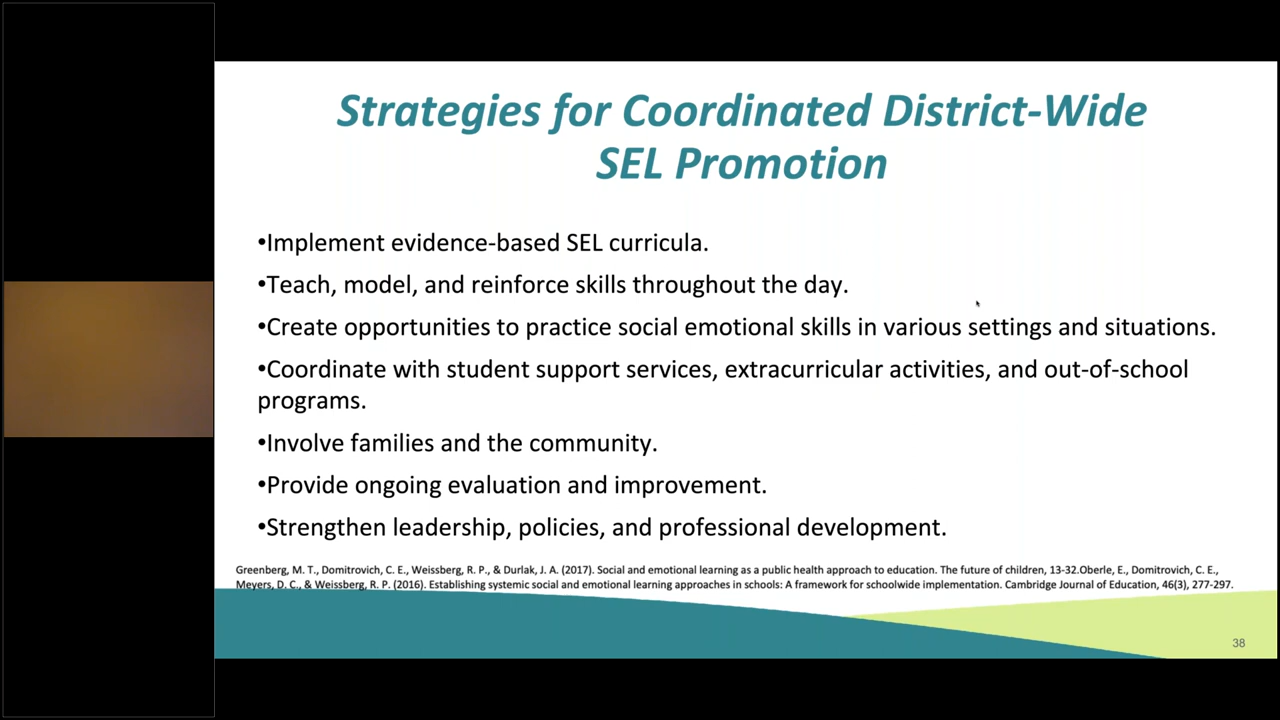 Strategies for Coordinated District-Wide
SEL Promotion
•Implement evidence-based SEL curricula.
•Teach, model, and reinforce skills throughout the day.
•Create opportunities to practice social emotional skills in various settings and situations.
•Coordinate with student support services, extracurricular activities, and out-of-school
programs.
•Involve families and the community.
•Provide ongoing evaluation and improvement.
•Strengthen leadership, policies, and professional development.
Greenberg, M. T., Domitrovich, C. E., Weissberg, R. P., & Durlak, J. A. (2017). Social and emotional learning as a public health approach to education. The future of children, 13-32.Oberle, E., Domitrovich, C. E.,
Meyers, D. C., & Weissberg, R. P. (2016). Establishing systemic social and emotional learning approaches in schools: A framework for schoolwide implementation. Cambridge Journal of Education, 46(3), 277-297.
38